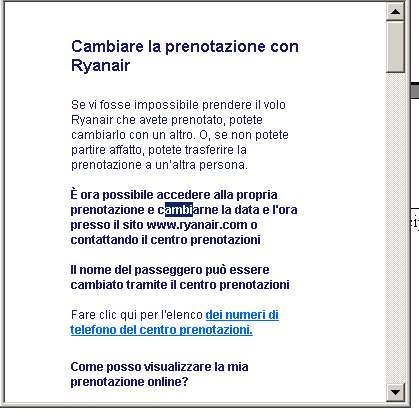 Cambiare la prenotazione con
Ryanair
Se vi fosse impossibile prendere il volo
Ryanair che avete prenotato, potete
cambiarlo con un altro. O, se non potete
partire affatto, potete trasferire la
prenotazione a un'altra persona.
È ora possibile accedere alla propria
prenotazione e cambiarne la data e l'ora
presso il sito www.ryanair.com o
contattando il centro prenotazioni
Il nome del passeggero può essere
cambiato tramite il centro prenotazioni
Fare clic qui per l'elenco dei numeri di
telefono del centro prenotazioni.
Come posso visualizzare la mia
prenotazione online?